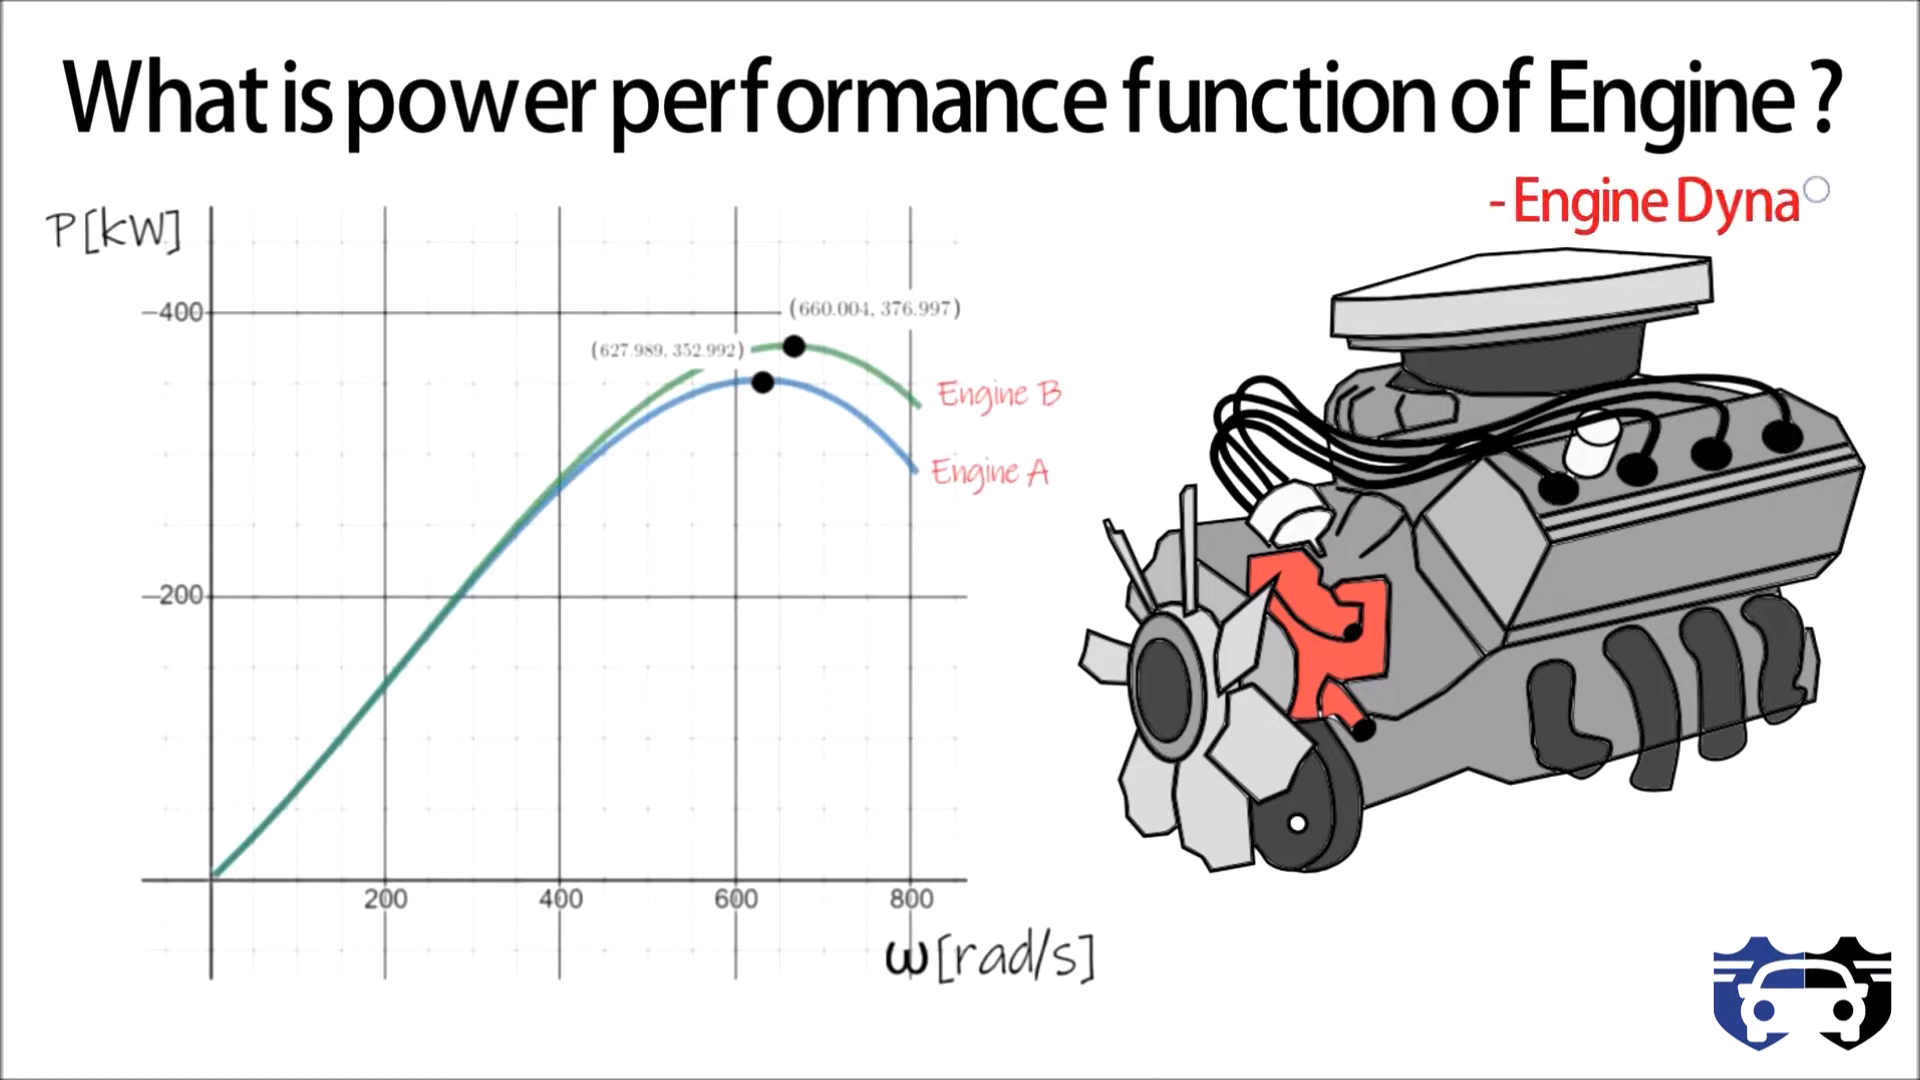 What is power performance function of Engine ?
- Engine Dyna
P[kW]
400
(660.004, 376.997)
(627.989, 352.992)
Engine B
Engine A
200
200
400
600
800
ω[rad/s]